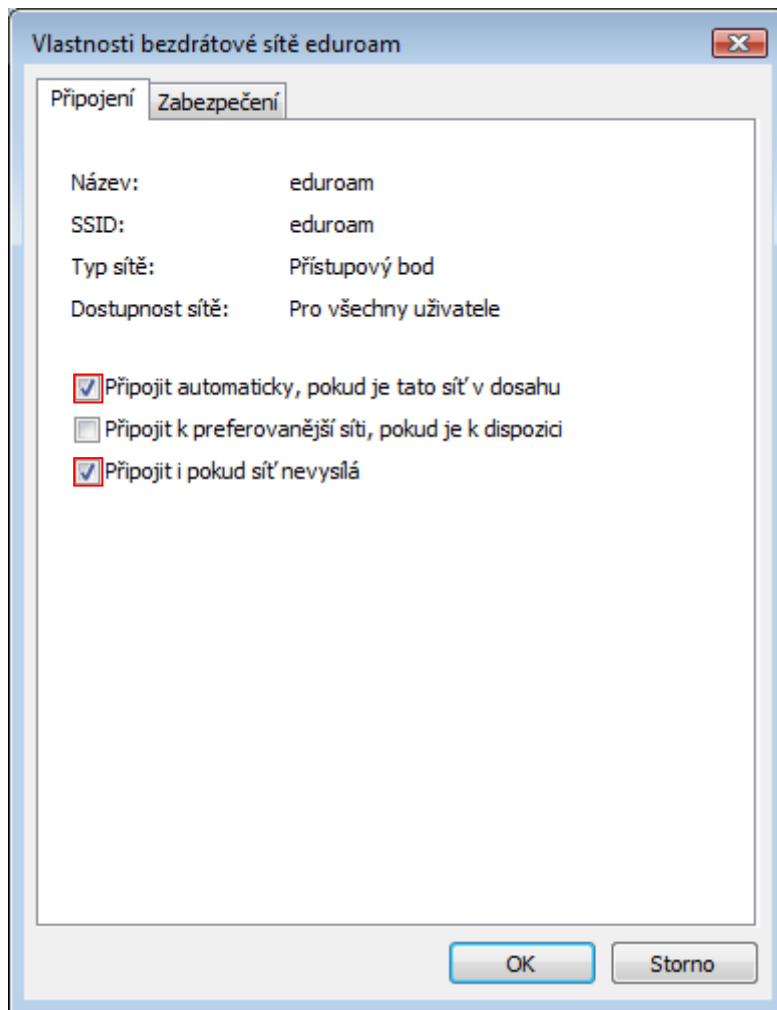 Vlastnosti bezdrátové sítě eduroam
Připojení Zabezpečení
Název: eduroam
SSID: eduroam
Typ sítě: Přístupový bod
Dostupnost sítě: Pro všechny uživatele
Připojit automaticky, pokud je tato síť v dosahu
Připojit k preferovanější síti, pokud je k dispozici
Připojit i pokud síť nevysílá
OK Storno